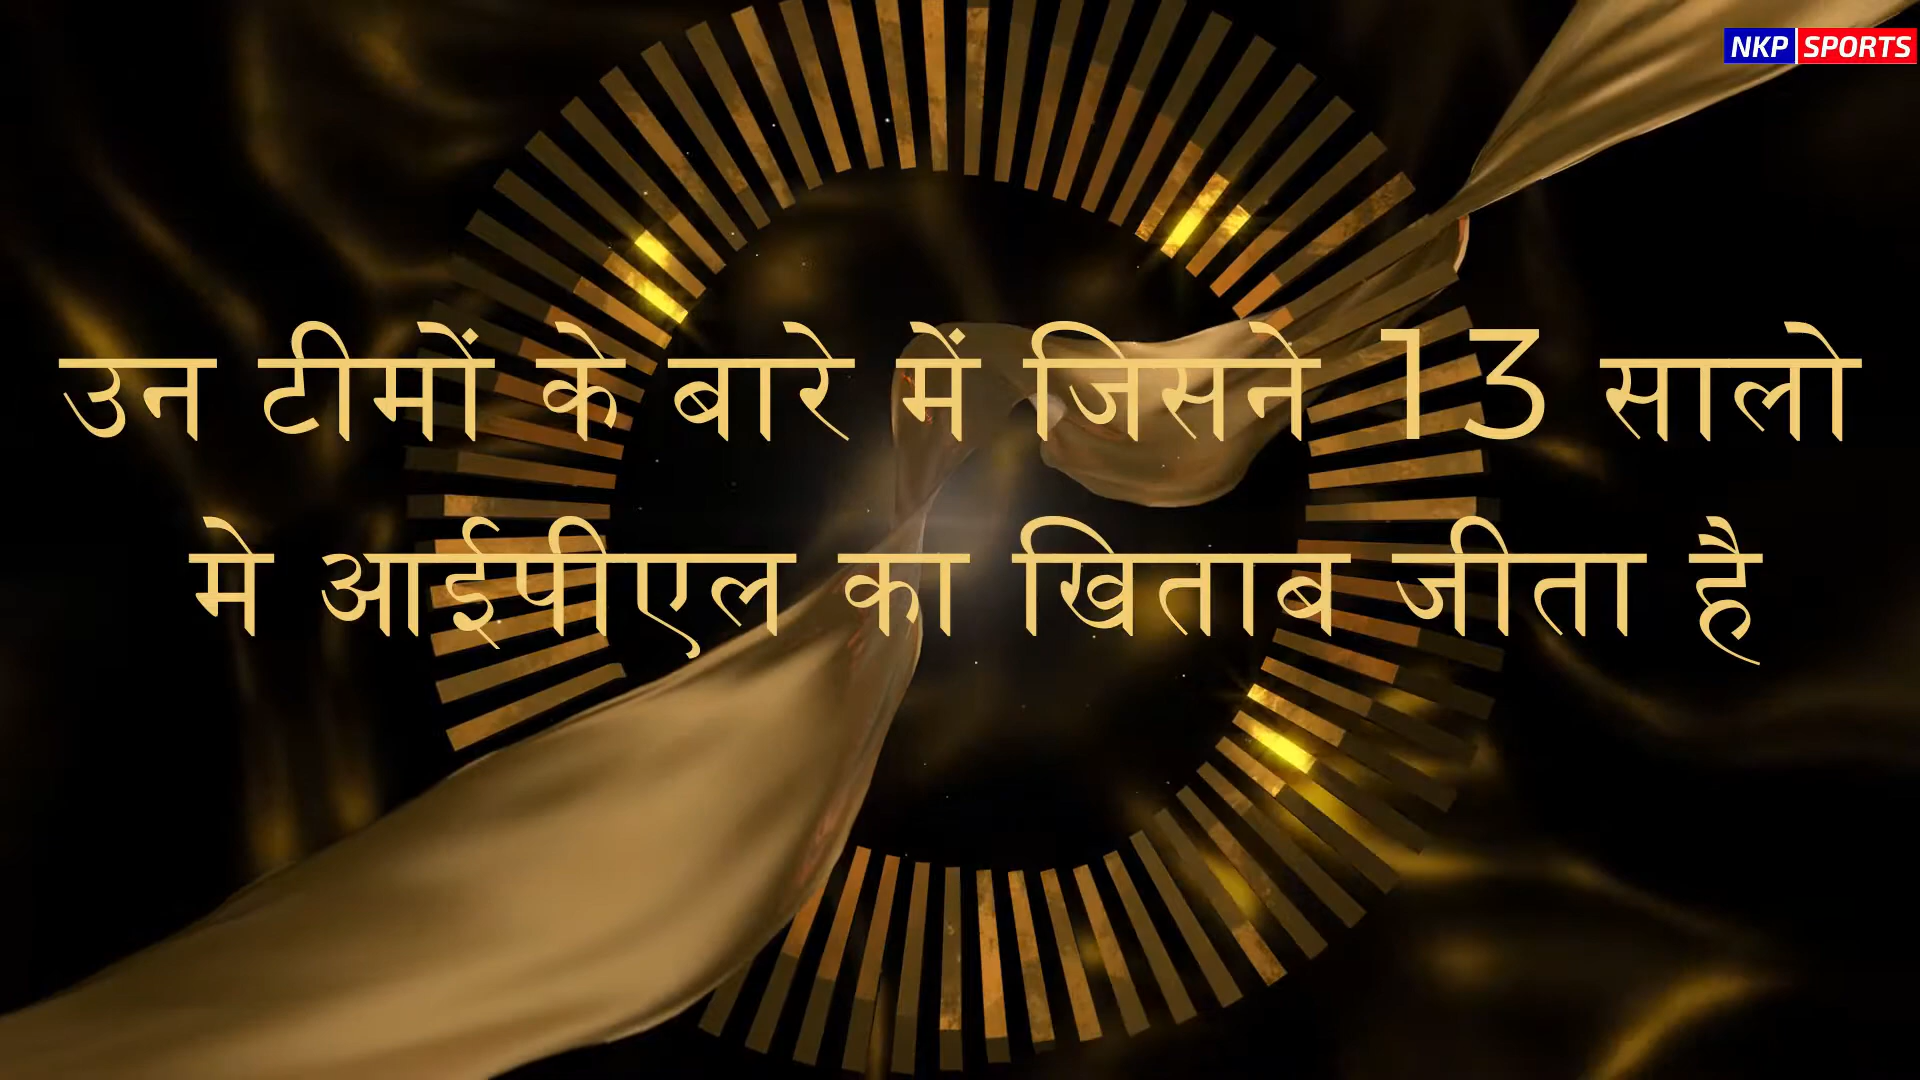 NKP SPORTS
उन टीमों के बारे में जिसने 13 सालो
मे आईपीएल का खिताब जीता है